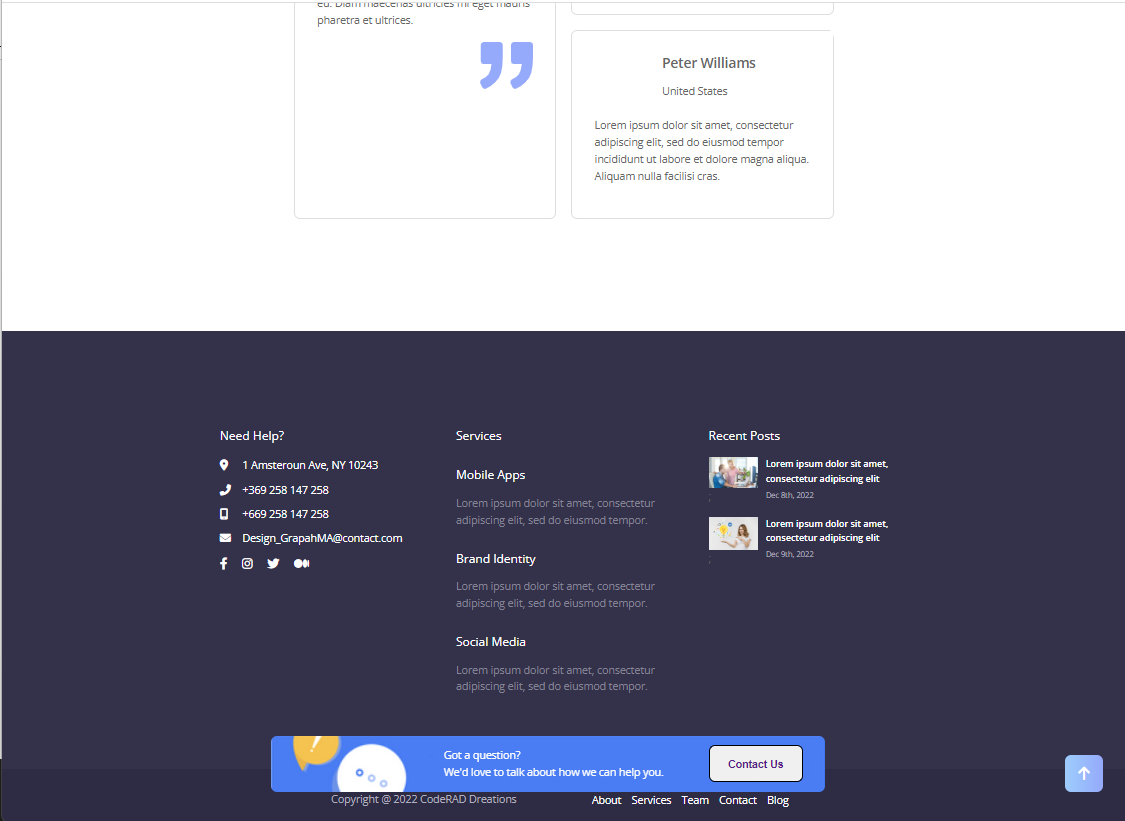 eu. Diam maecenas ultricies mi eget mauris
pharetra et ultrices.
Peter Williams
United States
Lorem ipsum dolor sit amet, consectetur
adipiscing elit, sed do eiusmod tempor
incididunt ut labore et dolore magna aliqua.
Aliquam nulla facilisi cras.
Need Help?
1 Amsteroun Ave, NY 10243
+369 258 147 258
+669 258 147 258
Design_GrapahMA@contact.com
Services
Mobile Apps
Lorem ipsum dolor sit amet, consectetur
adipiscing elit, sed do eiusmod tempor.
Brand Identity
Lorem ipsum dolor sit amet, consectetur
adipiscing elit, sed do eiusmod tempor.
Social Media
Lorem ipsum dolor sit amet, consectetur
adipiscing elit, sed do eiusmod tempor.
Recent Posts
Lorem ipsum dolor sit amet,
consectetur adipiscing elit
Dec 8th, 2022
;
Lorem ipsum dolor sit amet,
consectetur adipiscing elit
Dec 9th, 2022
;
Got a question?
We'd love to talk about how we can help you.
Contact Us
Copyright @ 2022 CodeRAD Dreations
About Services Team Contact Blog